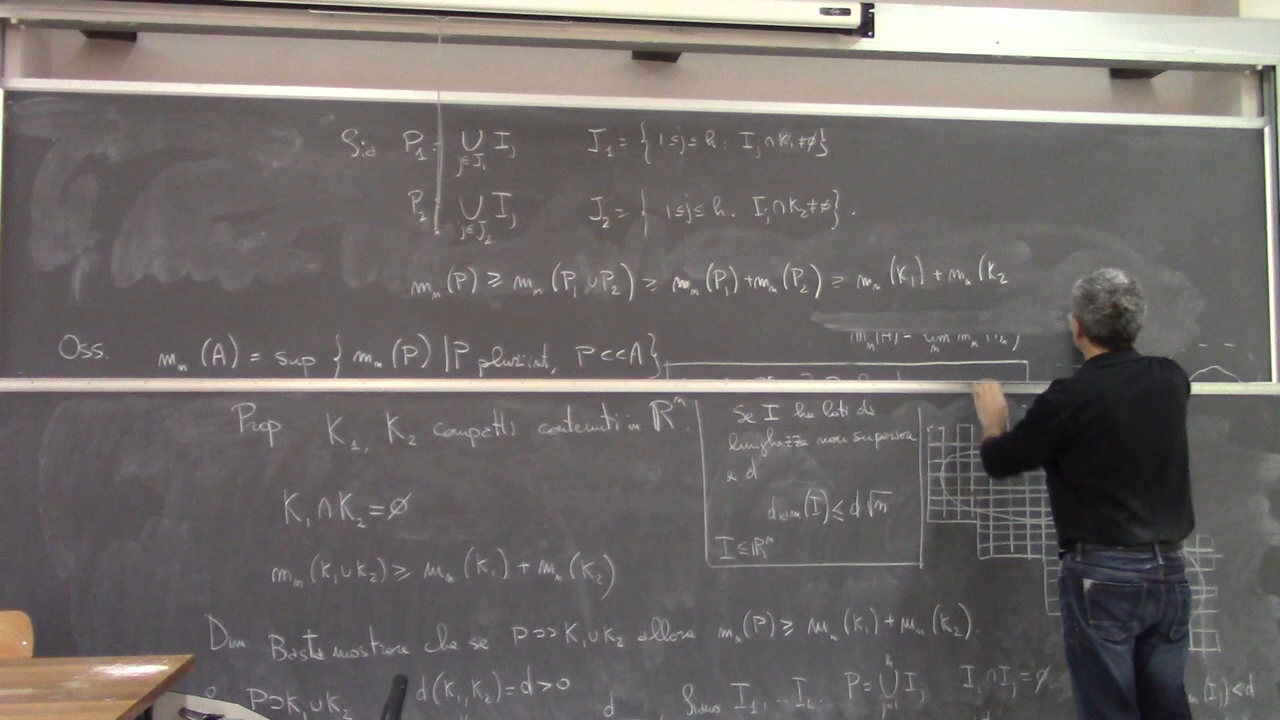 Sia P₁ = ⋃_{j∈J₁} I_j J₁ = { 1≤j≤h : I_j ∩ K₁ ≠ ∅ }
P₂ = ⋃_{j∈J₂} I_j J₂ = { 1≤j≤h. I_j ∩ K₂ ≠ ∅ }.
m_n(P) ≥ m_n(P₁ ∪ P₂) ≥ m_n(P₁) + m_n(P₂) ≥ m_n(K₁) + m_n(K₂
Oss. m_n(A) = sup { m_n(P) | P plurint, P ⊂⊂ A }
Prop K₁, K₂ compatti contenuti in ℝⁿ.
K₁ ∩ K₂ = ∅
m_n(K₁ ∪ K₂) ≥ m_n(K₁) + m_n(K₂)
Se I ha lati di
lunghezza non superiore
a d
diam(I) ≤ d√n
I ⊆ ℝⁿ
Dim Basta mostrare che se P ⊃⊃ K₁ ∪ K₂ allora m_n(P) ≥ m_n(K₁) + m_n(K₂).
P ⊃ K₁ ∪ K₂ d(K₁, K₂) = d > 0 d Siano I₁, ... I_h. P = ⋃_{j=1}^h I_j I_i ∩ I_j = ∅ (I_j) < d